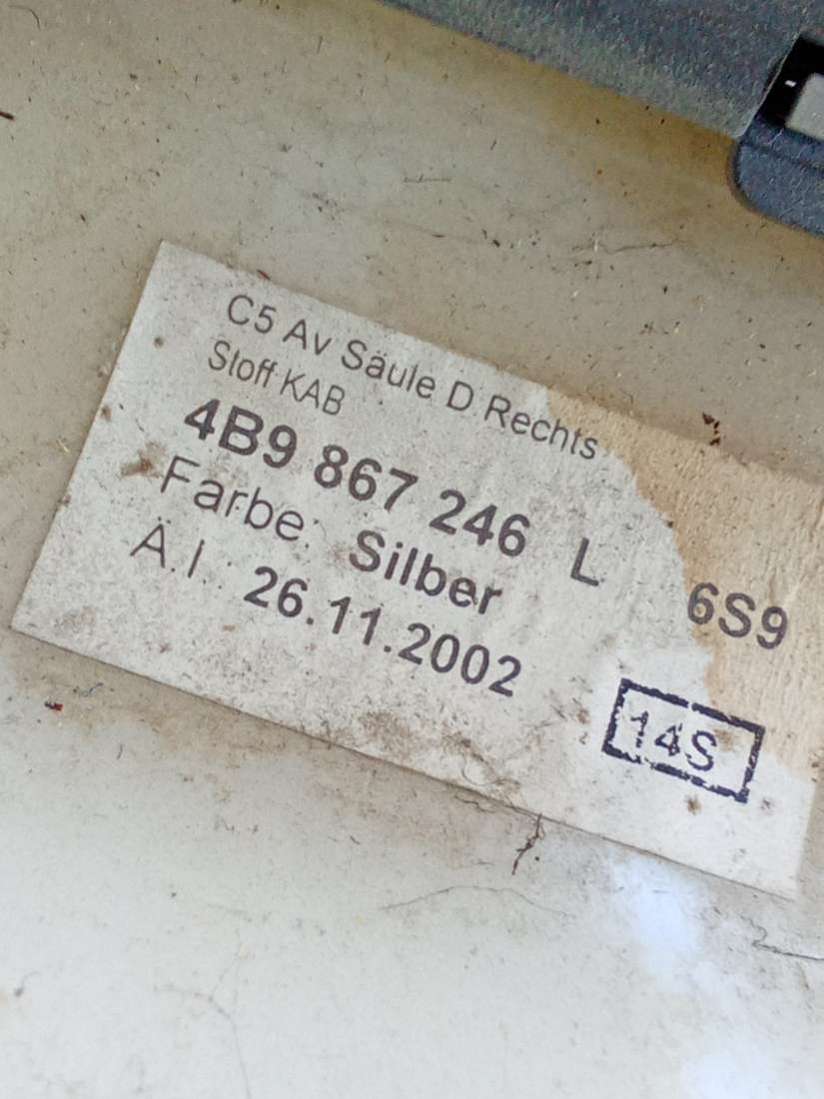 C5 Av Säule D Rechts
Stoff KAB
4B9 867 246 L 6S9
Farbe: Silber
Ä.I.: 26.11.2002
14S